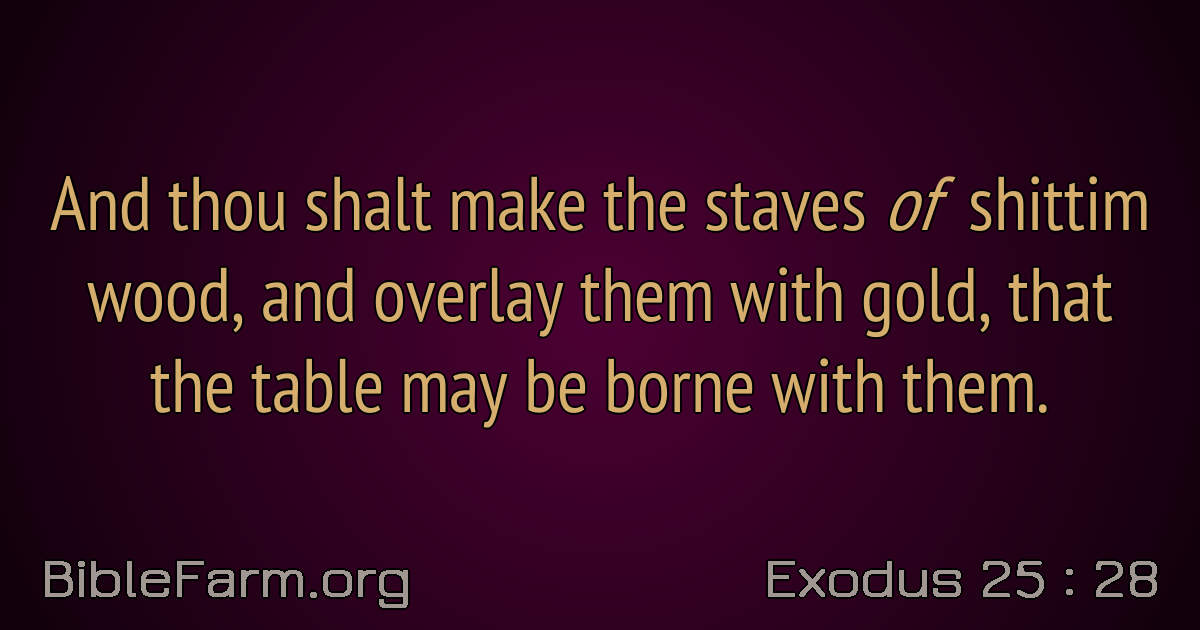 And thou shalt make the staves of shittim
wood, and overlay them with gold, that
the table may be borne with them.
BibleFarm.org
Exodus 25 : 28